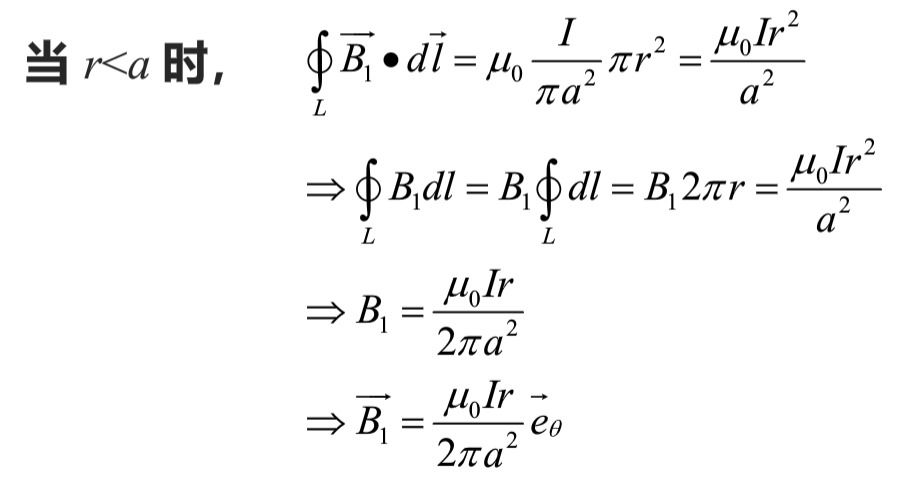 当 r<a 时, ∮_L B⃗₁ • dl⃗ = μ₀ I/(πa²) πr² = μ₀Ir²/a²
⇒ ∮_L B₁dl = B₁ ∮_L dl = B₁2πr = μ₀Ir²/a²
⇒ B₁ = μ₀Ir/(2πa²)
⇒ B⃗₁ = μ₀Ir/(2πa²) e⃗_θ